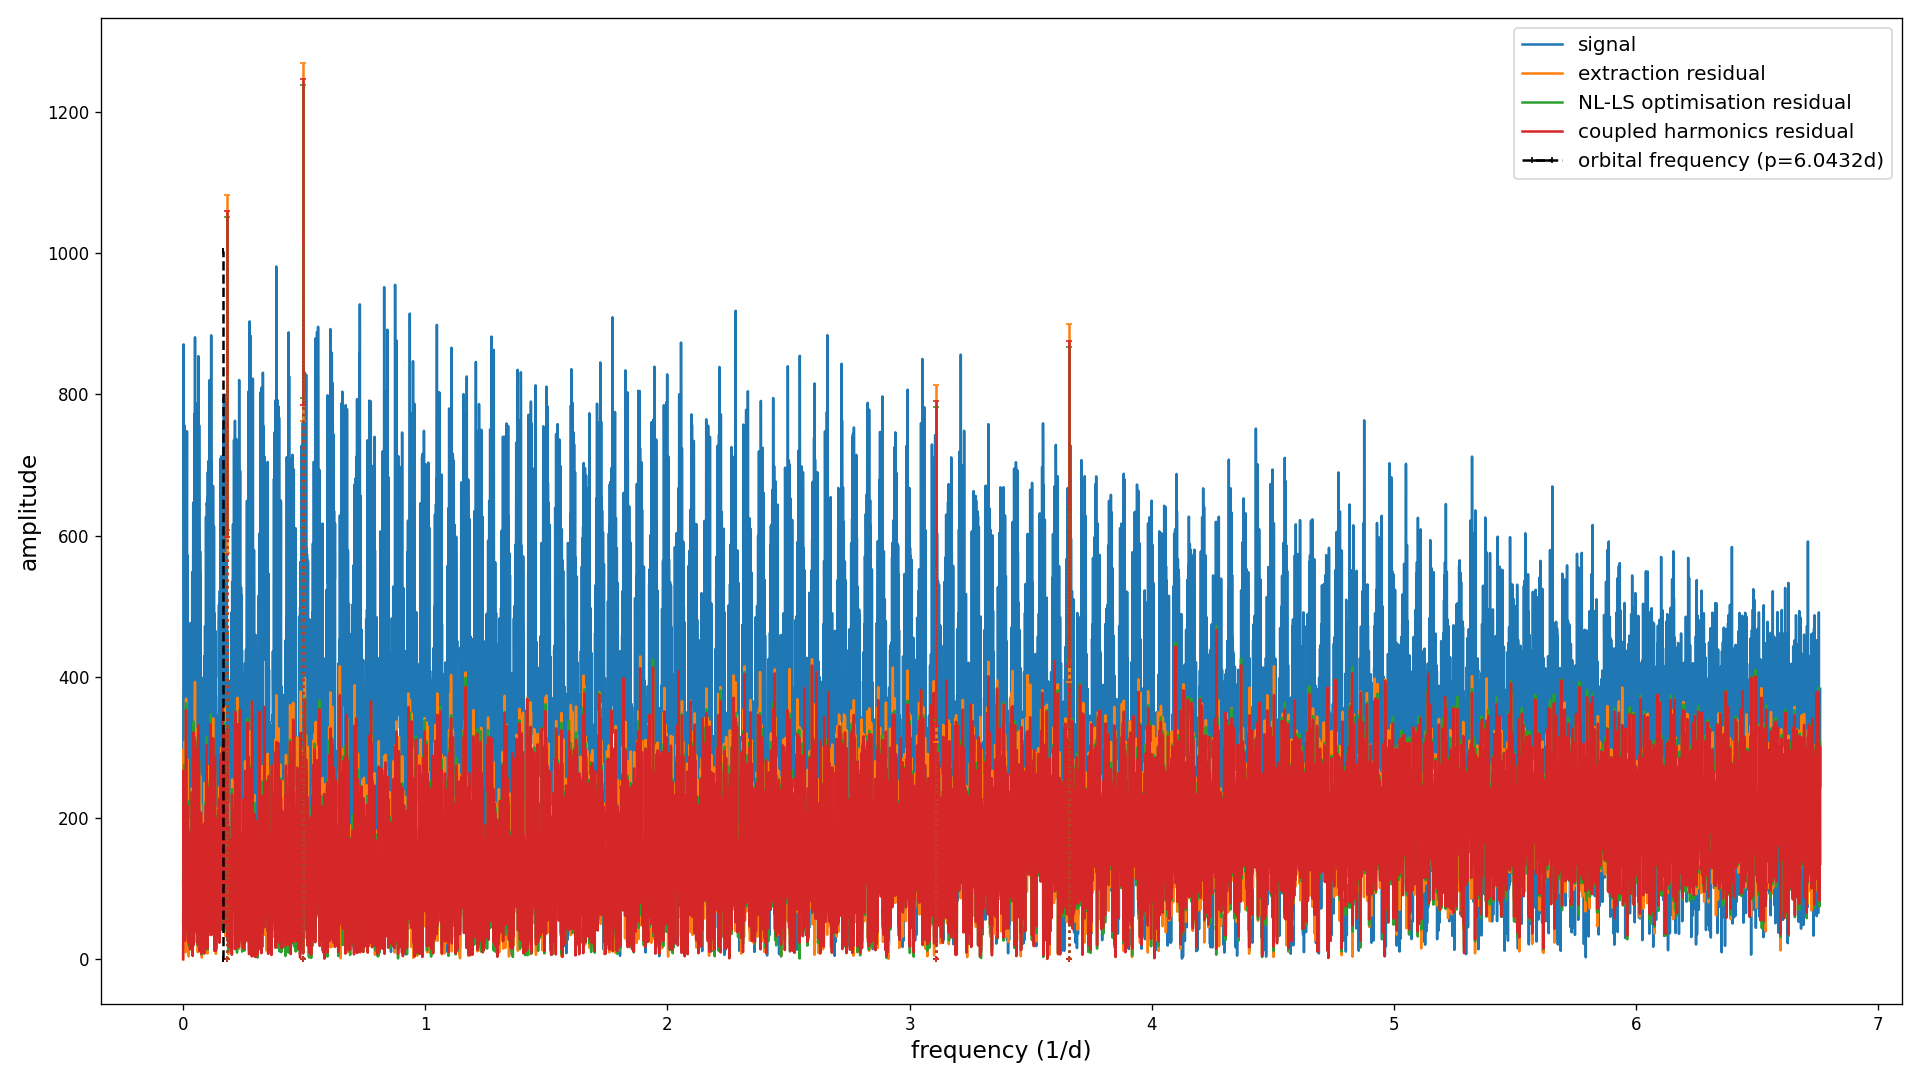 signal
extraction residual
NL-LS optimisation residual
coupled harmonics residual
orbital frequency (p=6.0432d)
1200
1000
800
600
400
200
0
amplitude
0 1 2 3 4 5 6 7
frequency (1/d)